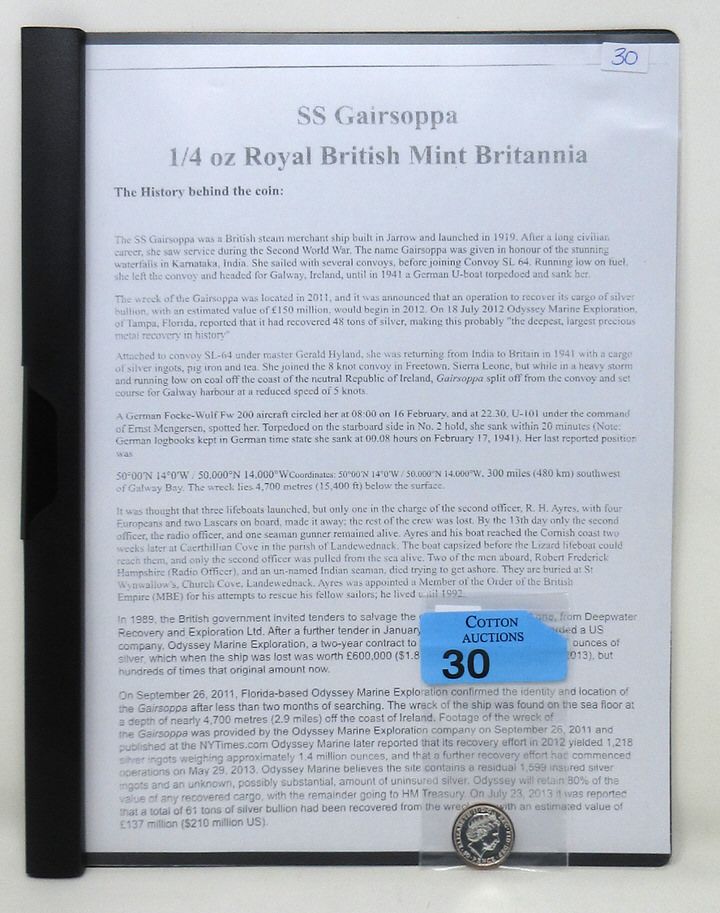 30
SS Gairsoppa
1/4 oz Royal British Mint Britannia
The History behind the coin:
The SS Gairsoppa was a British steam merchant ship built in Jarrow and launched in 1919. After a long civilian
career, she saw service during the Second World War. The name Gairsoppa was given in honour of the stunning
waterfalls in Karnataka, India. She sailed with several convoys, before joining Convoy SL 64. Running low on fuel,
she left the convoy and headed for Galway, Ireland, until in 1941 a German U-boat torpedoed and sank her.
The wreck of the Gairsoppa was located in 2011, and it was announced that an operation to recover its cargo of silver
bullion, with an estimated value of £150 million, would begin in 2012. On 18 July 2012 Odyssey Marine Exploration,
of Tampa, Florida, reported that it had recovered 48 tons of silver, making this probably "the deepest, largest precious
metal recovery in history"
Attached to convoy SL-64 under master Gerald Hyland, she was returning from India to Britain in 1941 with a cargo
of silver ingots, pig iron and tea. She joined the 8 knot convoy in Freetown, Sierra Leone, but while in a heavy storm
and running low on coal off the coast of the neutral Republic of Ireland, Gairsoppa split off from the convoy and set
course for Galway harbour at a reduced speed of 5 knots.
A German Focke-Wulf Fw 200 aircraft circled her at 08:00 on 16 February, and at 22.30, U-101 under the command
of Ernst Mengersen, spotted her. Torpedoed on the starboard side in No. 2 hold, she sank within 20 minutes (Note:
German logbooks kept in German time state she sank at 00.08 hours on February 17, 1941). Her last reported position
was
50°00′N 14°0′W / 50.000°N 14.000°WCoordinates: 50°00′N 14°0′W / 50.000°N 14.000°W, 300 miles (480 km) southwest
of Galway Bay. The wreck lies 4,700 metres (15,400 ft) below the surface.
It was thought that three lifeboats launched, but only one in the charge of the second officer, R. H. Ayres, with four
Europeans and two Lascars on board, made it away; the rest of the crew was lost. By the 13th day only the second
officer, the radio officer, and one seaman gunner remained alive. Ayres and his boat reached the Cornish coast two
weeks later at Caerthillian Cove in the parish of Landewednack. The boat capsized before the Lizard lifeboat could
reach them, and only the second officer was pulled from the sea alive. Two of the men aboard, Robert Frederick
Hampshire (Radio Officer), and an un-named Indian seaman, died trying to get ashore. They are buried at St
Wynwallow's, Church Cove, Landewednack. Ayres was appointed a Member of the Order of the British
Empire (MBE) for his attempts to rescue his fellow sailors; he lived until 1992.
In 1989, the British government invited tenders to salvage the one, from Deepwater
Recovery and Exploration Ltd. After a further tender in January a US
company, Odyssey Marine Exploration, a two-year contract to ounces of
silver, which when the ship was lost was worth £600,000 ($1.8 013), but
hundreds of times that original amount now.
COTTON
AUCTIONS
30
On September 26, 2011, Florida-based Odyssey Marine Exploration confirmed the identity and location of
the Gairsoppa after less than two months of searching. The wreck of the ship was found on the sea floor at
a depth of nearly 4,700 metres (2.9 miles) off the coast of Ireland. Footage of the wreck of
the Gairsoppa was provided by the Odyssey Marine Exploration company on September 26, 2011 and
published at the NYTimes.com Odyssey Marine later reported that its recovery effort in 2012 yielded 1,218
silver ingots weighing approximately 1.4 million ounces, and that a further recovery effort had commenced
operations on May 29, 2013. Odyssey Marine believes the site contains a residual 1,599 insured silver
ingots and an unknown, possibly substantial, amount of uninsured silver. Odyssey will retain 80% of the
value of any recovered cargo, with the remainder going to HM Treasury. On July 23, 2013 it was reported
that a total of 61 tons of silver bullion had been recovered from the wreck with an estimated value of
£137 million ($210 million US).